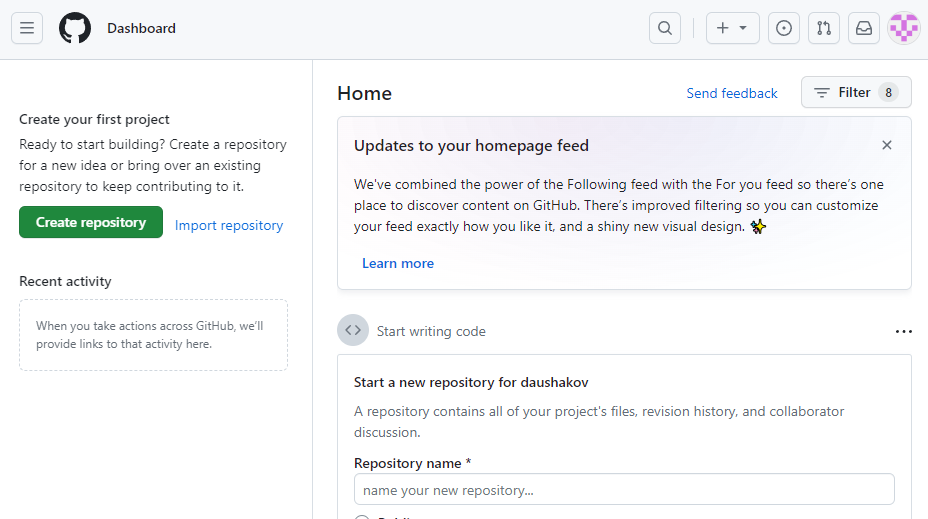 Dashboard
Create your first project
Ready to start building? Create a repository
for a new idea or bring over an existing
repository to keep contributing to it.
Create repository
Import repository
Recent activity
When you take actions across GitHub, we'll
provide links to that activity here.
Home
Send feedback
Filter 8
Updates to your homepage feed
We've combined the power of the Following feed with the For you feed so there's one
place to discover content on GitHub. There's improved filtering so you can customize
your feed exactly how you like it, and a shiny new visual design. ✨
Learn more
Start writing code
Start a new repository for daushakov
A repository contains all of your project's files, revision history, and collaborator
discussion.
Repository name *
name your new repository...